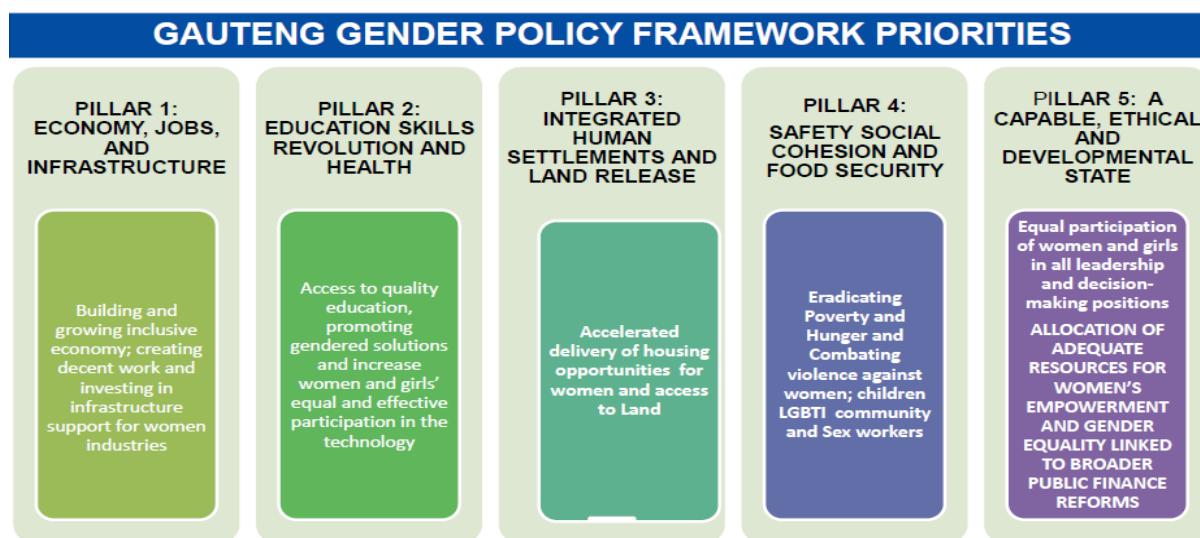 GAUTENG GENDER POLICY FRAMEWORK PRIORITIES
PILLAR 1:
ECONOMY, JOBS,
AND
INFRASTRUCTURE
Building and
growing inclusive
economy; creating
decent work and
investing in
infrastructure
support for women
industries
PILLAR 2:
EDUCATION SKILLS
REVOLUTION AND
HEALTH
Access to quality
education,
promoting
gendered solutions
and increase
women and girls'
equal and effective
participation in the
technology
PILLAR 3:
INTEGRATED
HUMAN
SETTLEMENTS AND
LAND RELEASE
Accelerated
delivery of housing
opportunities for
women and access
to Land
PILLAR 4:
SAFETY SOCIAL
COHESION AND
FOOD SECURITY
Eradicating
Poverty and
Hunger and
Combating
violence against
women; children
LGBTI community
and Sex workers
PILLAR 5: A
CAPABLE, ETHICAL
AND
DEVELOPMENTAL
STATE
Equal participation
of women and girls
in all leadership
and decision-
making positions
ALLOCATION OF
ADEQUATE
RESOURCES FOR
WOMEN'S
EMPOWERMENT
AND GENDER
EQUALITY LINKED
TO BROADER
PUBLIC FINANCE
REFORMS